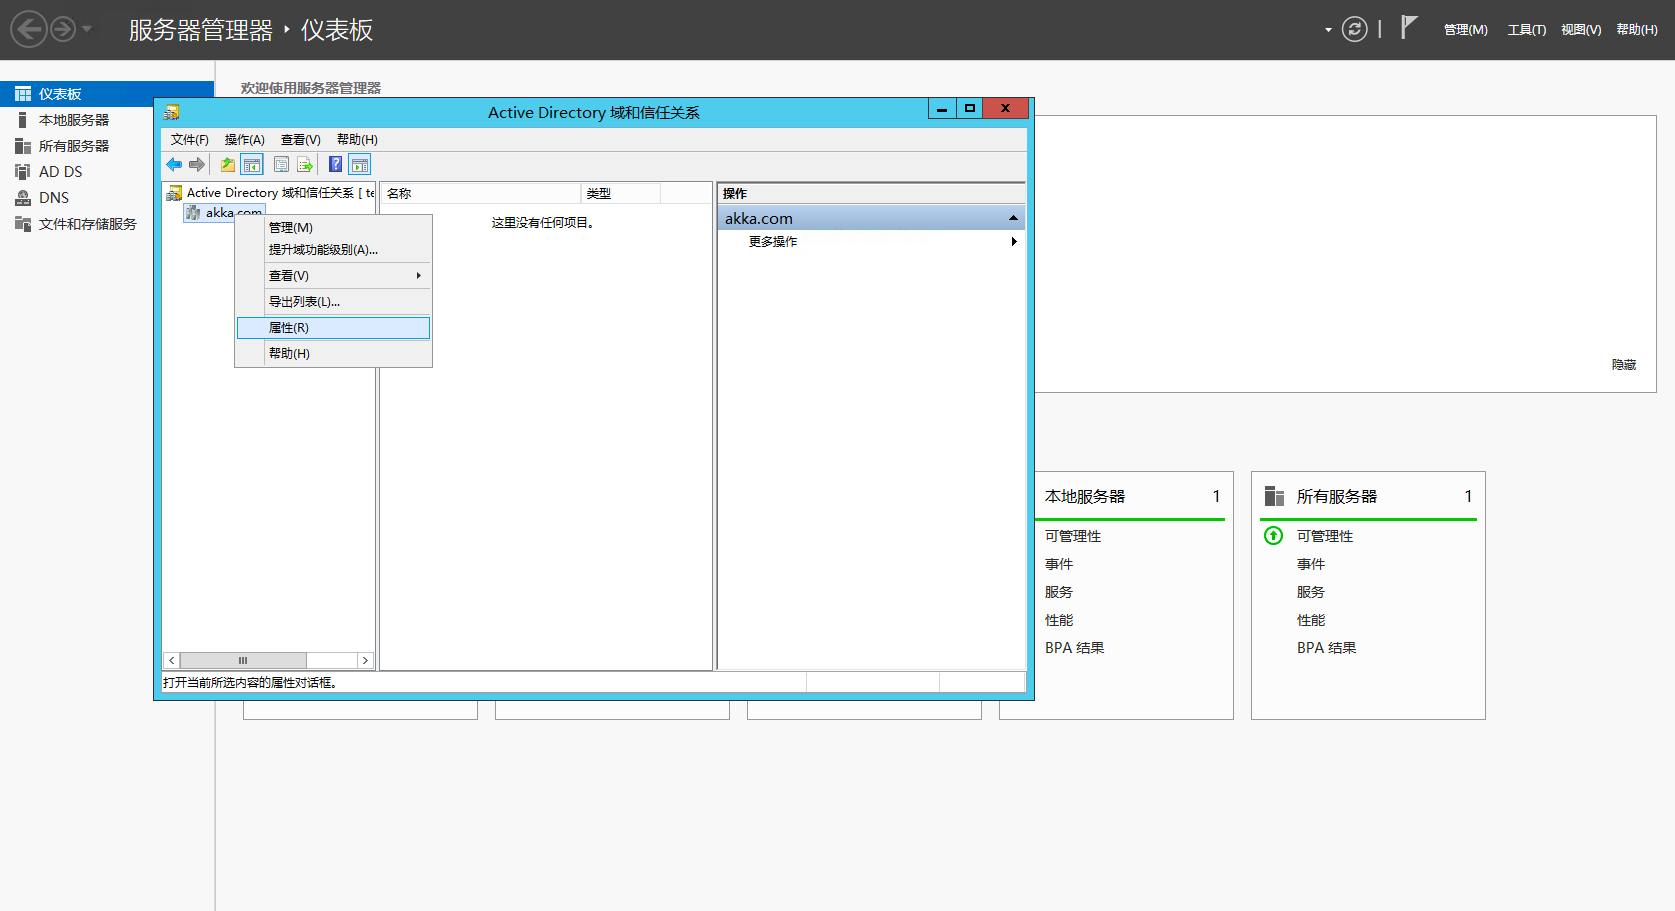 服务器管理器 · 仪表板
管理(M) 工具(T) 视图(V) 帮助(H)
仪表板
本地服务器
所有服务器
AD DS
DNS
文件和存储服务
欢迎使用服务器管理器
Active Directory 域和信任关系
文件(F) 操作(A) 查看(V) 帮助(H)
Active Directory 域和信任关系 [ te
akka.com
管理(M)
提升域功能级别(A)...
查看(V)
导出列表(L)...
属性(R)
帮助(H)
名称 类型
这里没有任何项目。
操作
akka.com
更多操作
打开当前所选内容的属性对话框。
隐藏
本地服务器 1
可管理性
事件
服务
性能
BPA 结果
所有服务器 1
可管理性
事件
服务
性能
BPA 结果